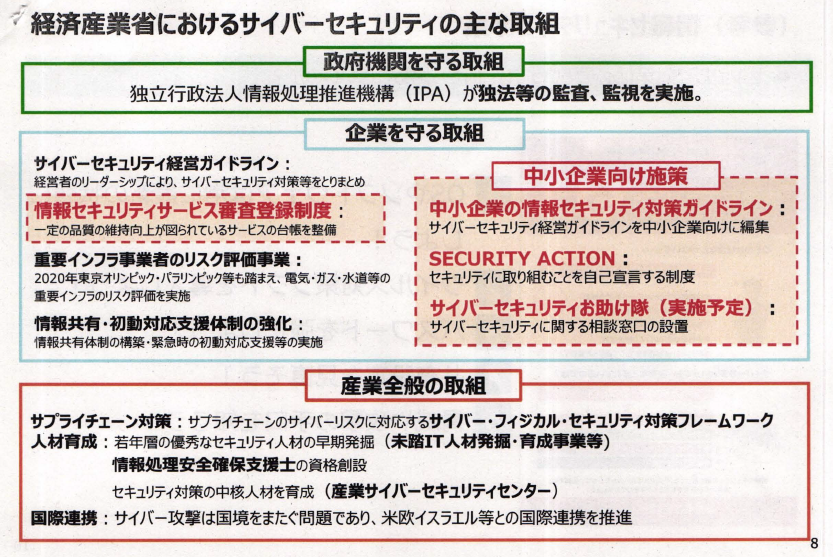 経済産業省におけるサイバーセキュリティの主な取組
政府機関を守る取組
独立行政法人情報処理推進機構（IPA）が独法等の監査、監視を実施。
企業を守る取組
サイバーセキュリティ経営ガイドライン：
経営者のリーダーシップにより、サイバーセキュリティ対策等をとりまとめ
情報セキュリティサービス審査登録制度：
一定の品質の維持向上が図られているサービスの台帳を整備
重要インフラ事業者のリスク評価事業：
2020年東京オリンピック・パラリンピック等も踏まえ、電気・ガス・水道等の
重要インフラのリスク評価を実施
情報共有・初動対応支援体制の強化：
情報共有体制の構築・緊急時の初動対応支援等の実施
中小企業向け施策
中小企業の情報セキュリティ対策ガイドライン：
サイバーセキュリティ経営ガイドラインを中小企業向けに編集
SECURITY ACTION：
セキュリティに取り組むことを自己宣言する制度
サイバーセキュリティお助け隊（実施予定）：
サイバーセキュリティに関する相談窓口の設置
産業全般の取組
サプライチェーン対策：サプライチェーンのサイバーリスクに対応するサイバー・フィジカル・セキュリティ対策フレームワーク
人材育成：若年層の優秀なセキュリティ人材の早期発掘（未踏IT人材発掘・育成事業等)
情報処理安全確保支援士の資格創設
セキュリティ対策の中核人材を育成（産業サイバーセキュリティセンター）
国際連携：サイバー攻撃は国境をまたぐ問題であり、米欧イスラエル等との国際連携を推進
8